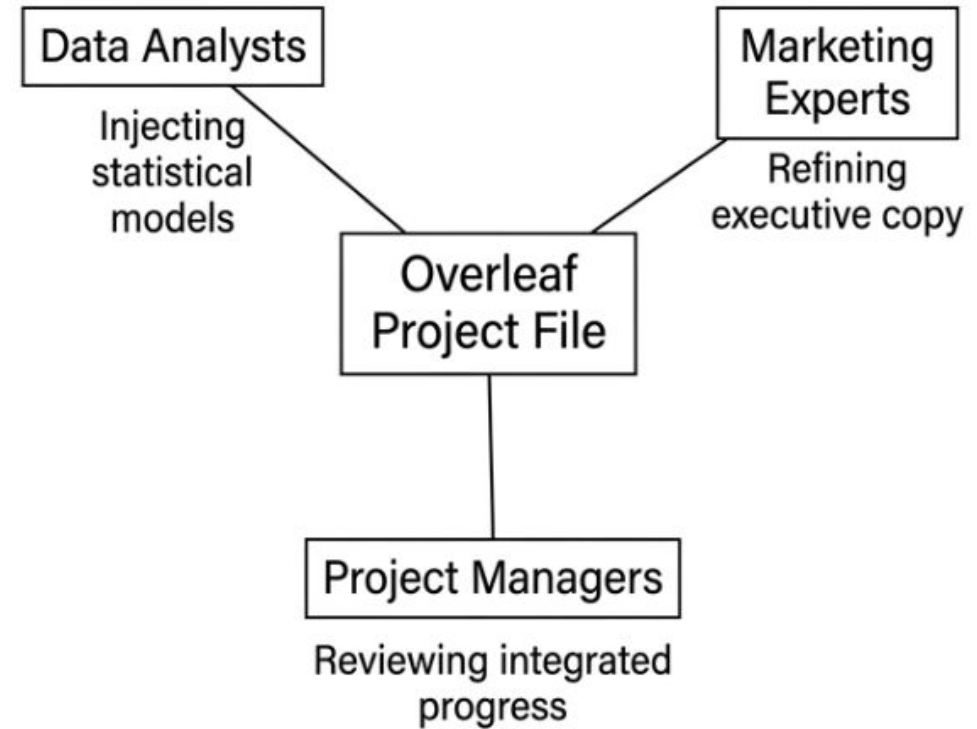 Data Analysts
Injecting
statistical
models
Marketing
Experts
Refining
executive copy
Overleaf
Project File
Project Managers
Reviewing integrated
progress